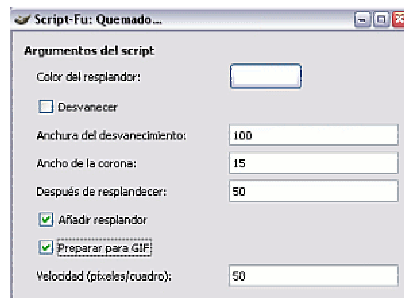 Script-Fu: Quemado...
Argumentos del script
Color del resplandor:
Desvanecer
Anchura del desvanecimiento:
100
Ancho de la corona:
15
Después de resplandecer:
50
Añadir resplandor
Preparar para GIF
Velocidad (píxeles/cuadro):
50